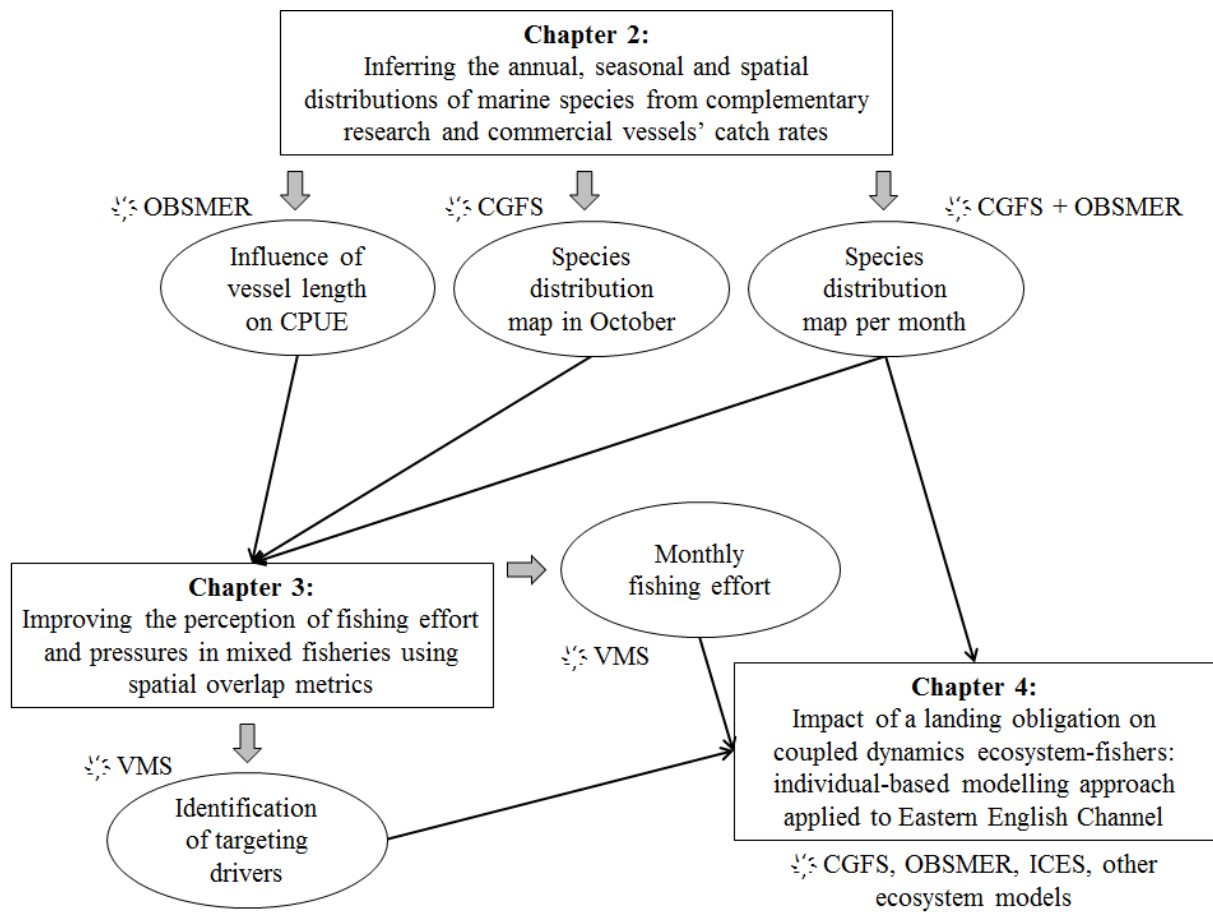 Chapter 2:
Inferring the annual, seasonal and spatial
distributions of marine species from complementary
research and commercial vessels’ catch rates
OBSMER
CGFS
CGFS + OBSMER
Influence of
vessel length
on CPUE
Species
distribution
map in October
Species
distribution
map per month
Chapter 3:
Improving the perception of fishing effort
and pressures in mixed fisheries using
spatial overlap metrics
Monthly
fishing effort
VMS
VMS
Identification
of targeting
drivers
Chapter 4:
Impact of a landing obligation on
coupled dynamics ecosystem-fishers:
individual-based modelling approach
applied to Eastern English Channel
CGFS, OBSMER, ICES, other
ecosystem models